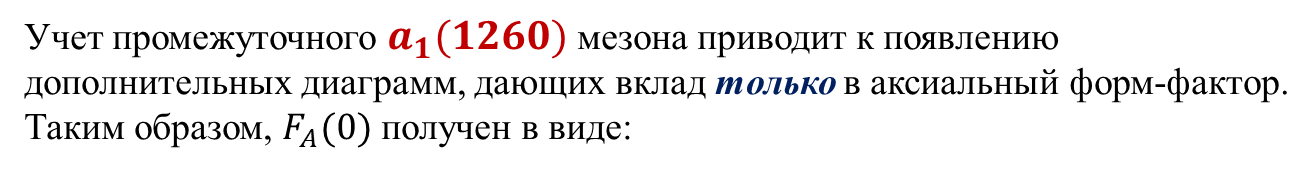 Учет промежуточного a₁(1260) мезона приводит к появлению
дополнительных диаграмм, дающих вклад только в аксиальный форм-фактор.
Таким образом, F_A(0) получен в виде: